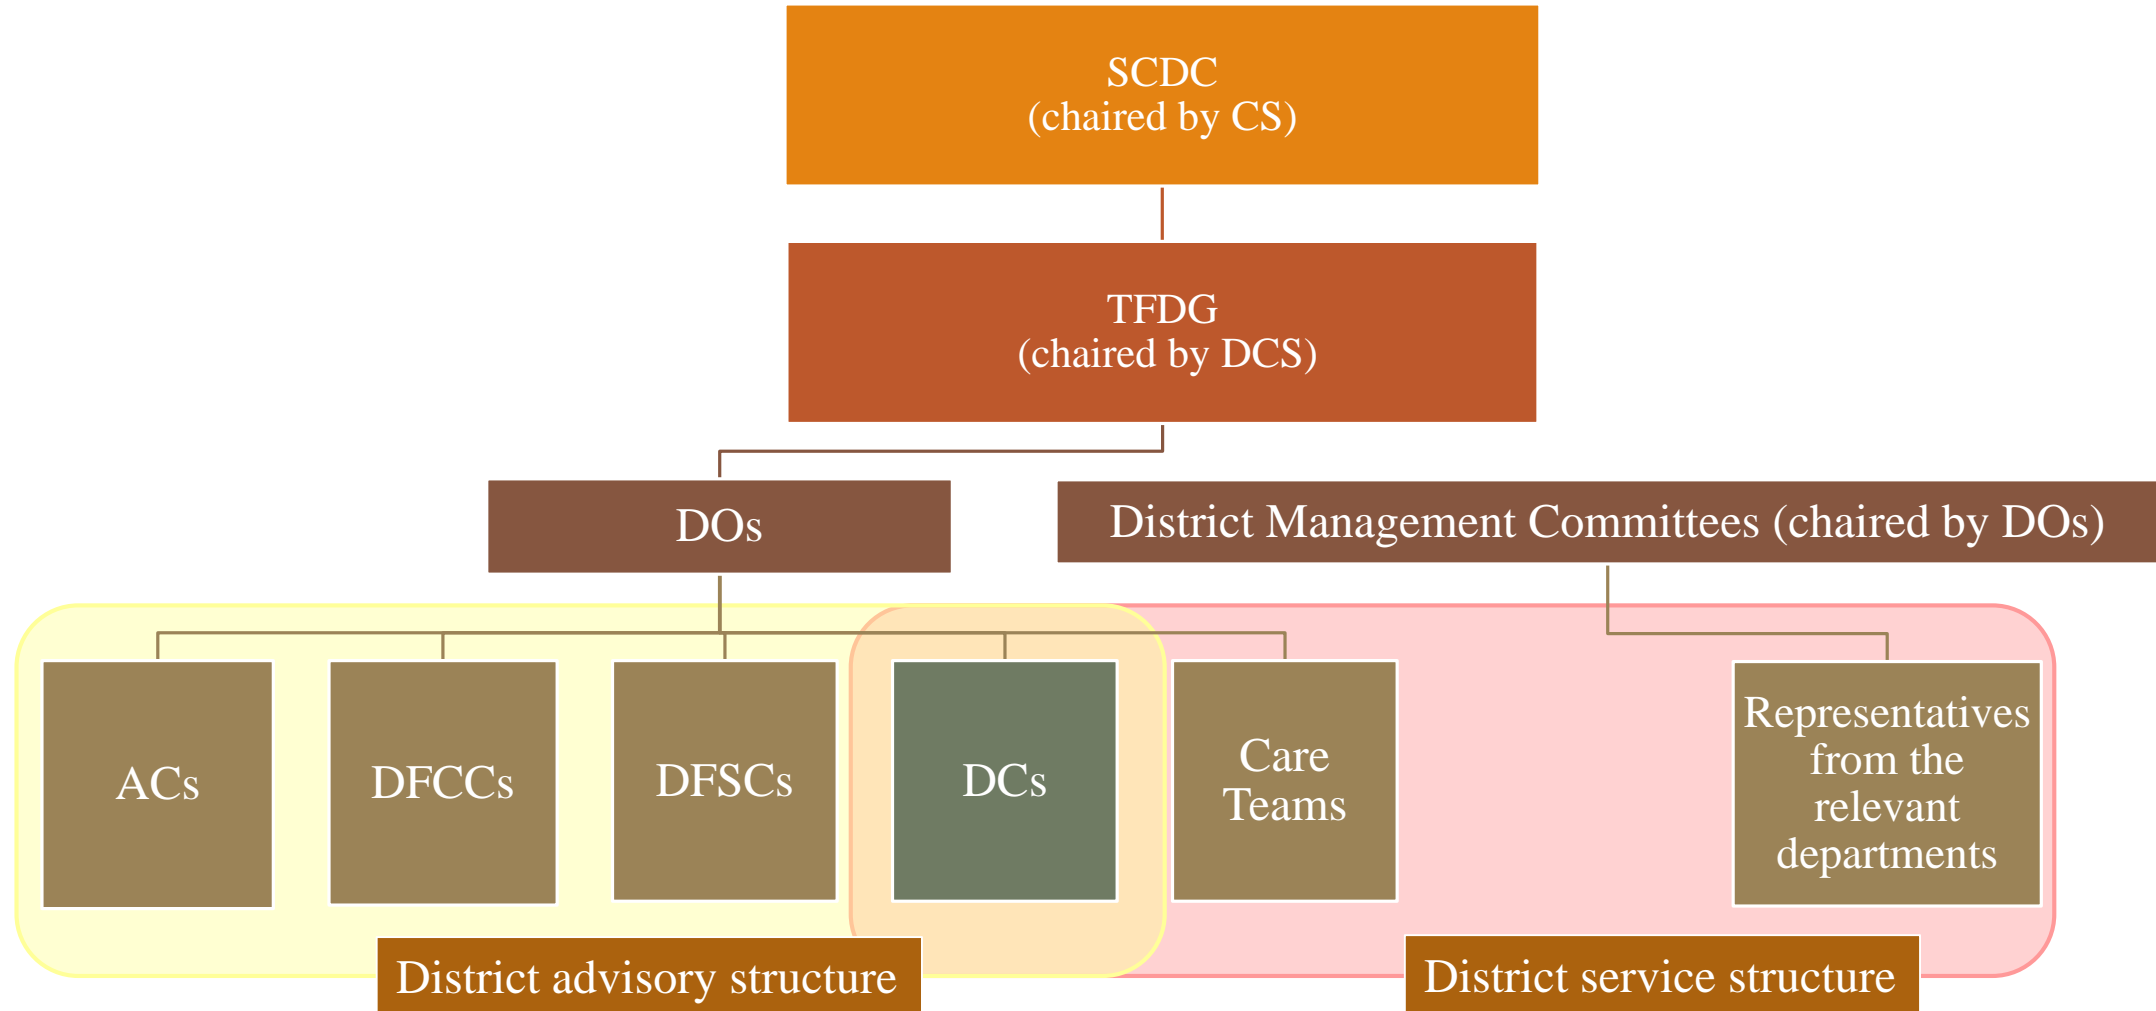 SCDC
(chaired by CS)
TFDG
(chaired by DCS)
DOs
District Management Committees (chaired by DOs)
ACs
DFCCs
DFSCs
DCs
Care
Teams
Representatives
from the
relevant
departments
District advisory structure
District service structure